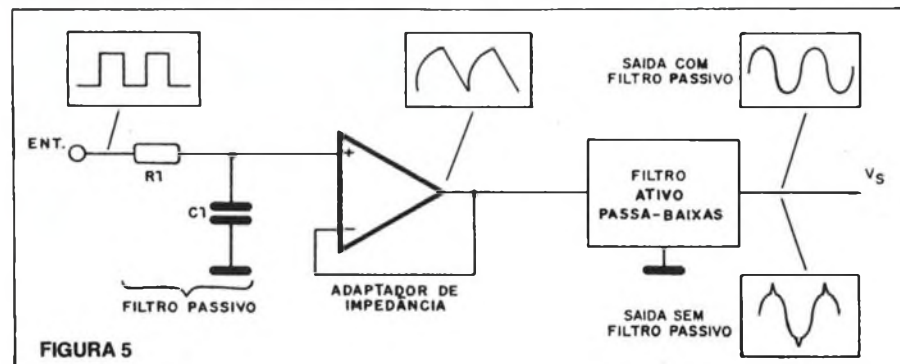 SAIDA COM
FILTRO PASSIVO
ENT.
R1
C1
+
−
FILTRO
ATIVO
PASSA-BAIXAS
VS
FILTRO PASSIVO
ADAPTADOR DE
IMPEDÂNCIA
SAIDA SEM
FILTRO PASSIVO
FIGURA 5